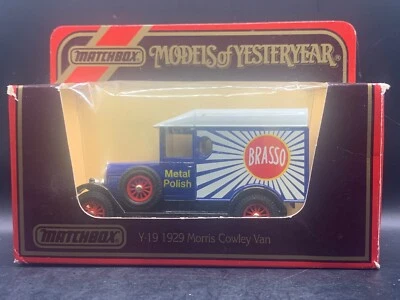 MATCHBOX
MODELS of YESTERYEAR
®
Metal
Polish
BRASSO
MATCHBOX
Y-19 1929 Morris Cowley Van